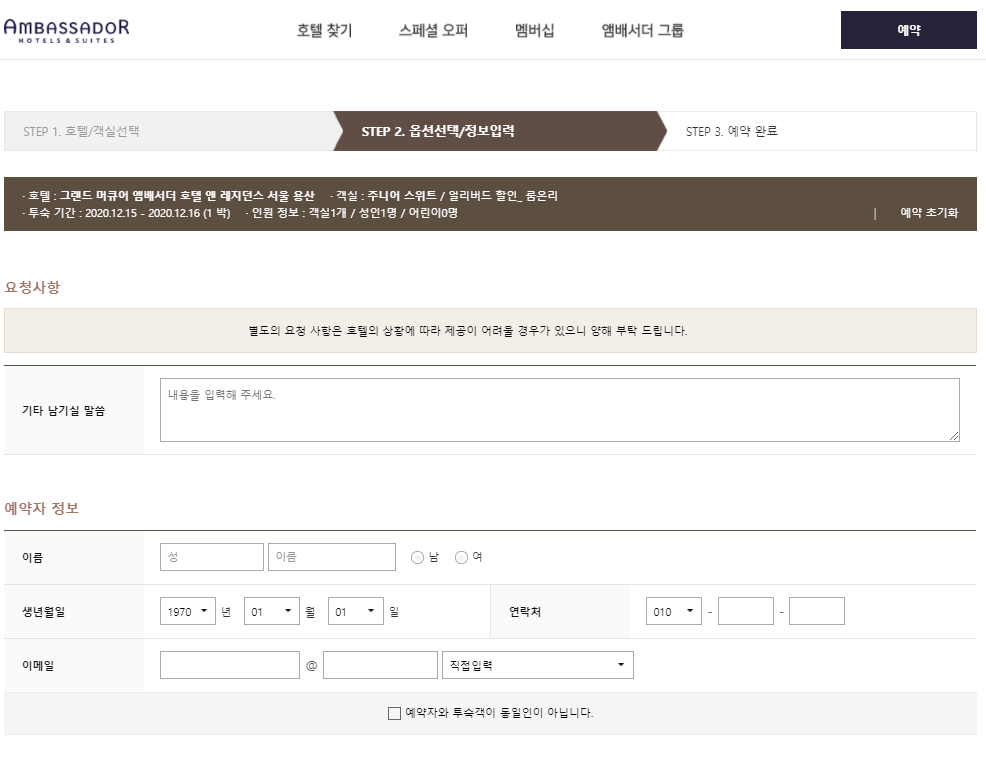 AMBASSADOR
HOTELS & SUITES
호텔 찾기 스페셜 오퍼 멤버십 앰배서더 그룹 예약
STEP 1. 호텔/객실선택 STEP 2. 옵션선택/정보입력 STEP 3. 예약 완료
· 호텔 : 그랜드 머큐어 앰배서더 호텔 앤 레지던스 서울 용산 · 객실 : 주니어 스위트 / 얼리버드 할인_ 룸온리
· 투숙 기간 : 2020.12.15 - 2020.12.16 (1 박) · 인원 정보 : 객실1개 / 성인1명 / 어린이0명 | 예약 초기화
요청사항
별도의 요청 사항은 호텔의 상황에 따라 제공이 어려울 경우가 있으니 양해 부탁 드립니다.
기타 남기실 말씀 내용을 입력해 주세요.
예약자 정보
이름 성 이름 남 여
생년월일 1970 년 01 월 01 일 연락처 010 - -
이메일 @ 직접입력
예약자와 투숙객이 동일인이 아닙니다.